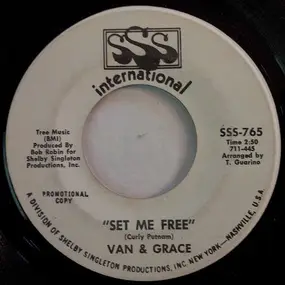 SSS
international
Tree Music
(BMI)
Produced By
Bob Robin for
Shelby Singleton
Productions, Inc.
SSS-765
Time 2:50
711-445
Arranged by
T. Guarino
PROMOTIONAL
COPY
"SET ME FREE"
(Curly Putnam)
VAN & GRACE
A DIVISION OF SHELBY SINGLETON PRODUCTIONS, INC. NEW YORK—NASHVILLE, U.S.A.